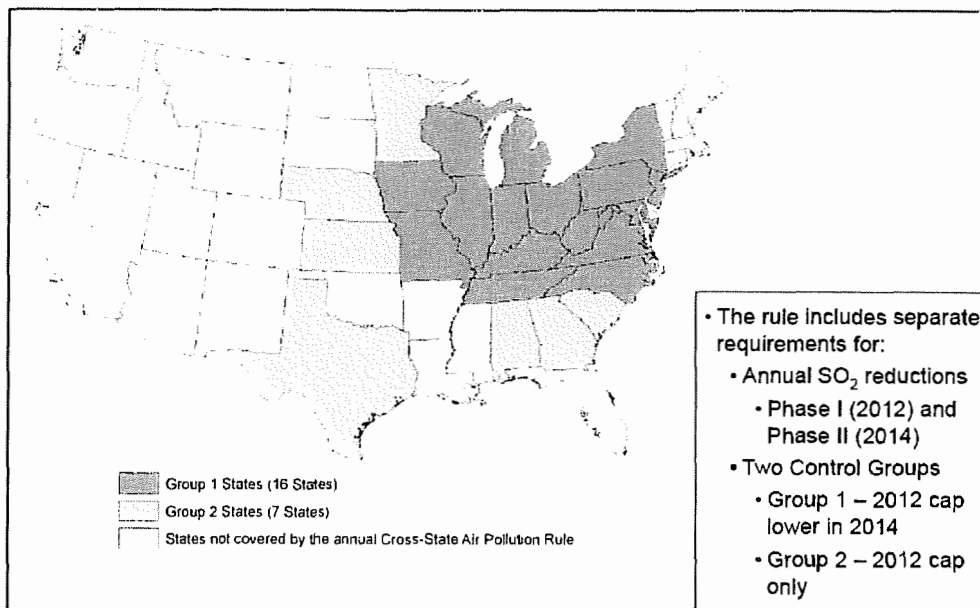 Group 1 States (16 States)
Group 2 States (7 States)
States not covered by the annual Cross-State Air Pollution Rule
• The rule includes separate
requirements for:
• Annual SO₂ reductions
• Phase I (2012) and
Phase II (2014)
• Two Control Groups
• Group 1 – 2012 cap
lower in 2014
• Group 2 – 2012 cap
only